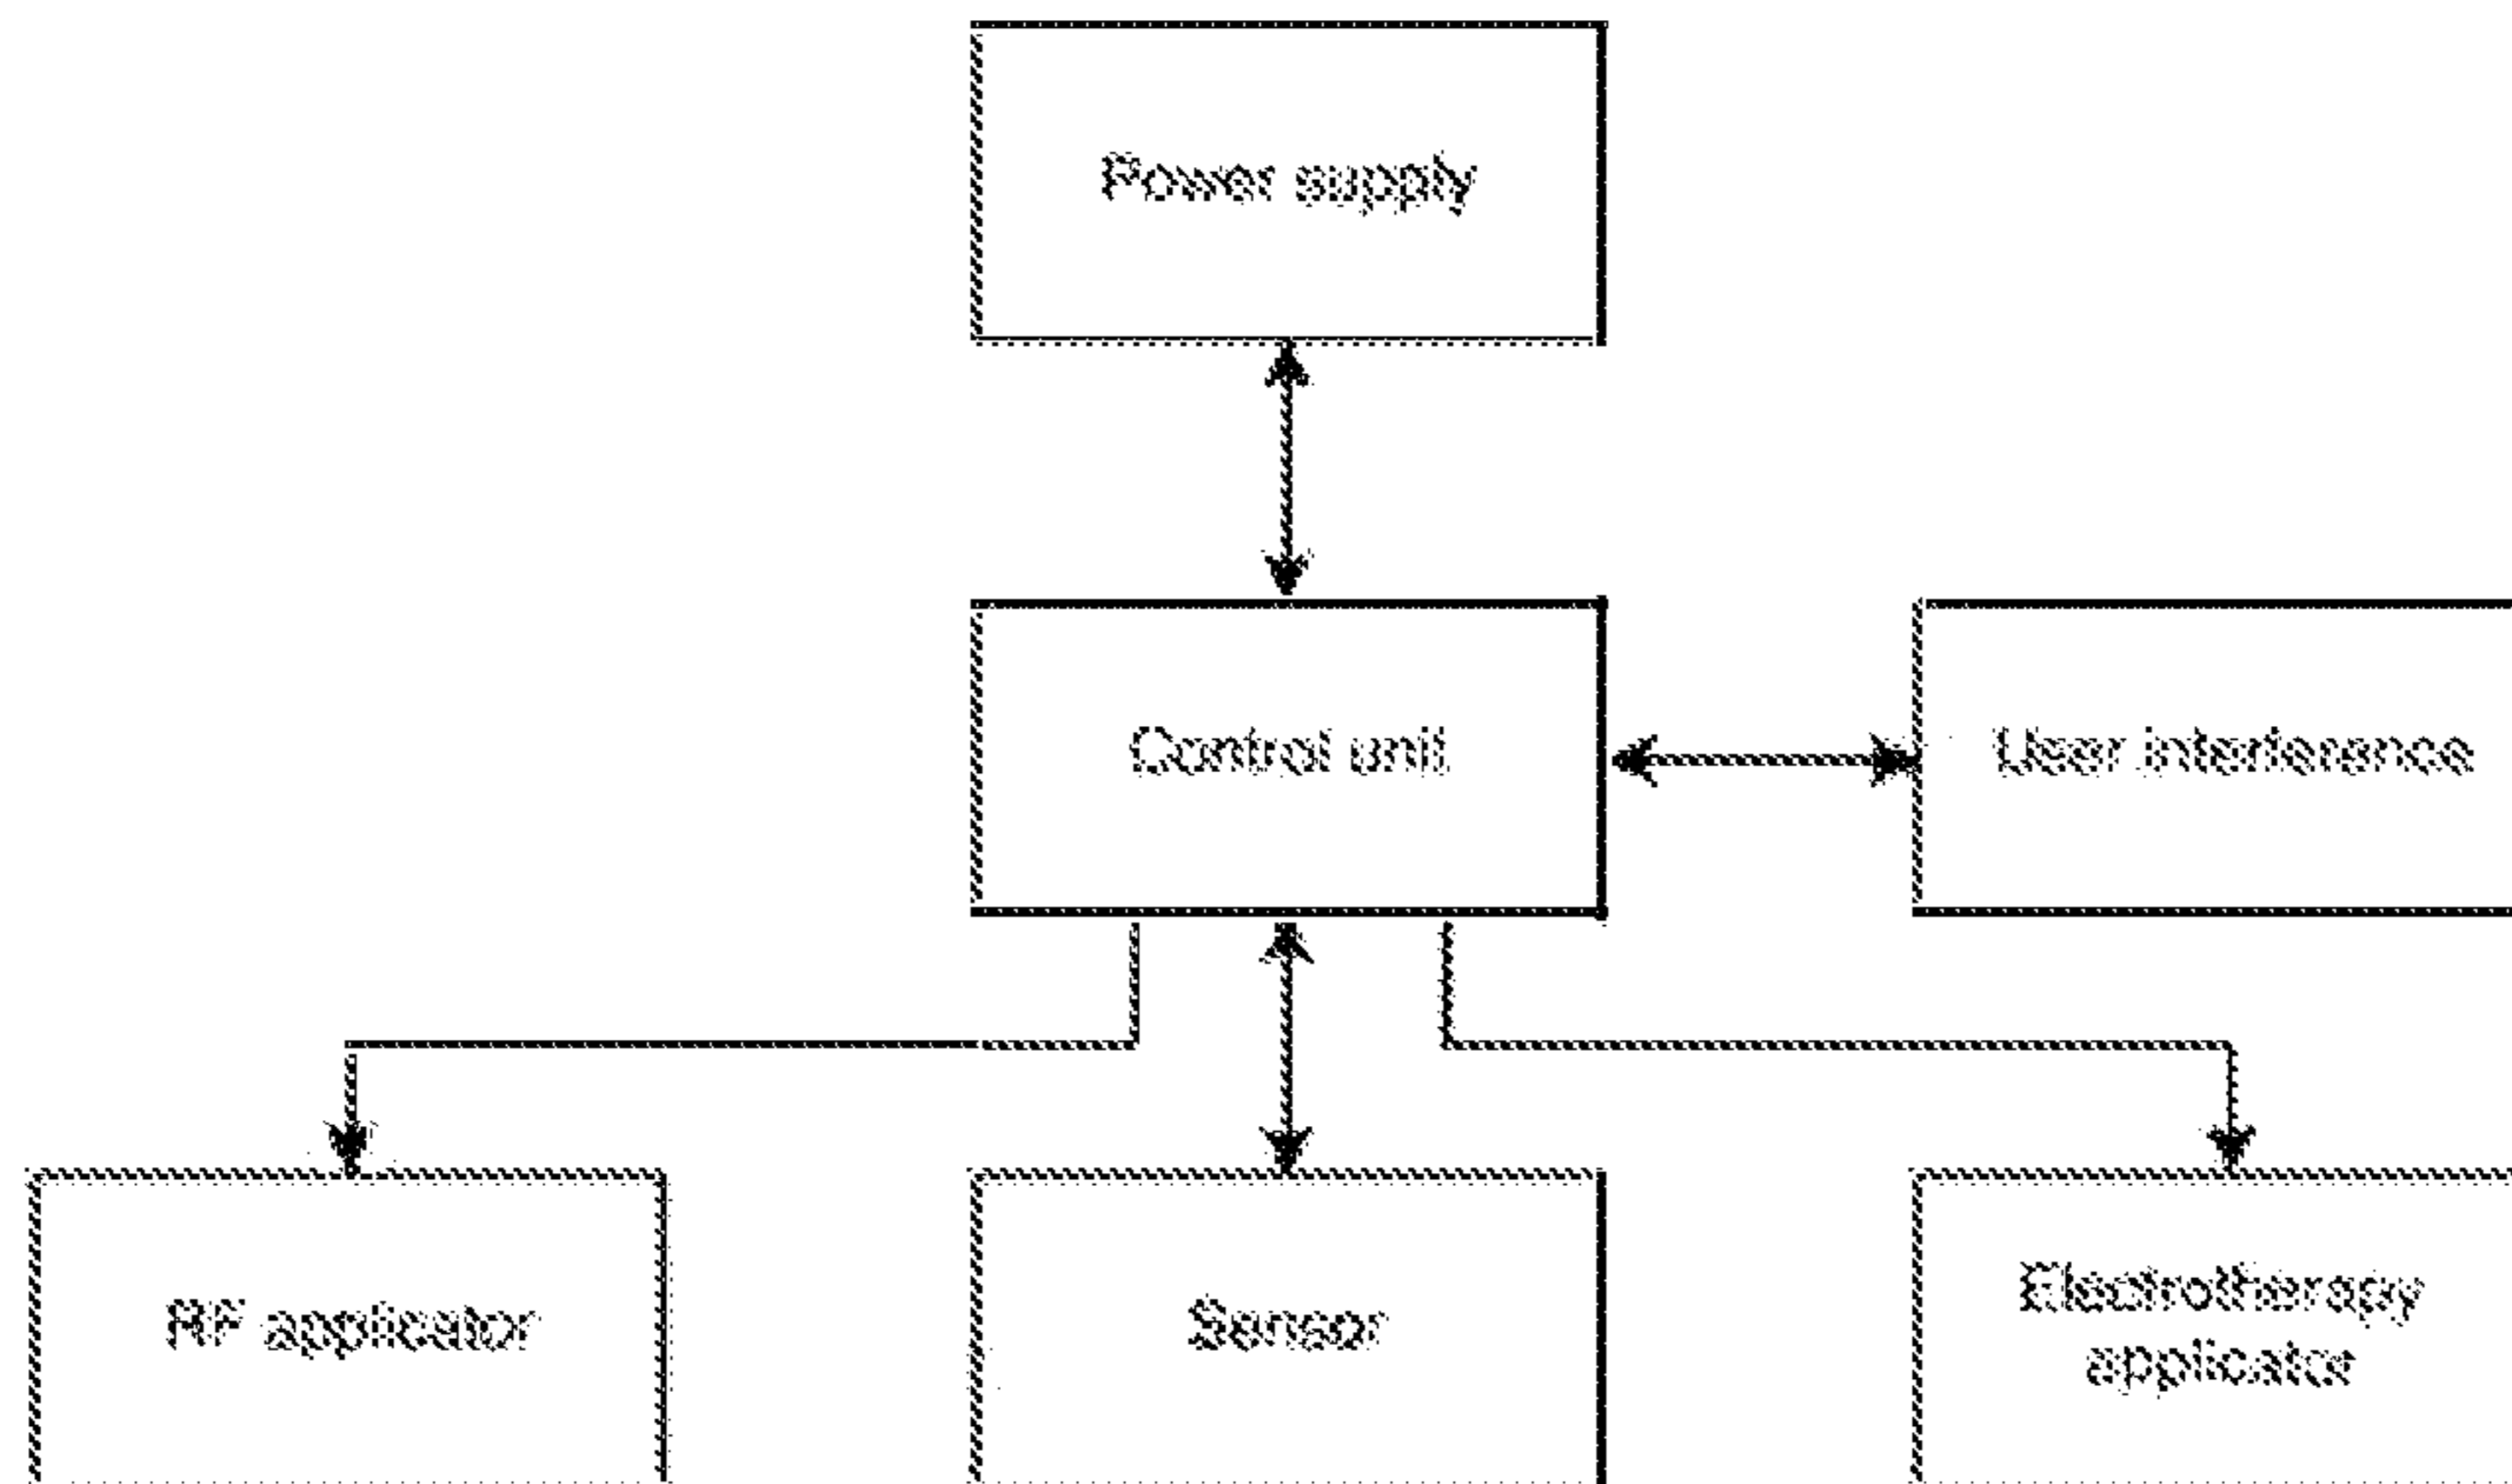 Power supply
Control unit
User interference
RF applicator
Sensor
Electrotherapy
applicator